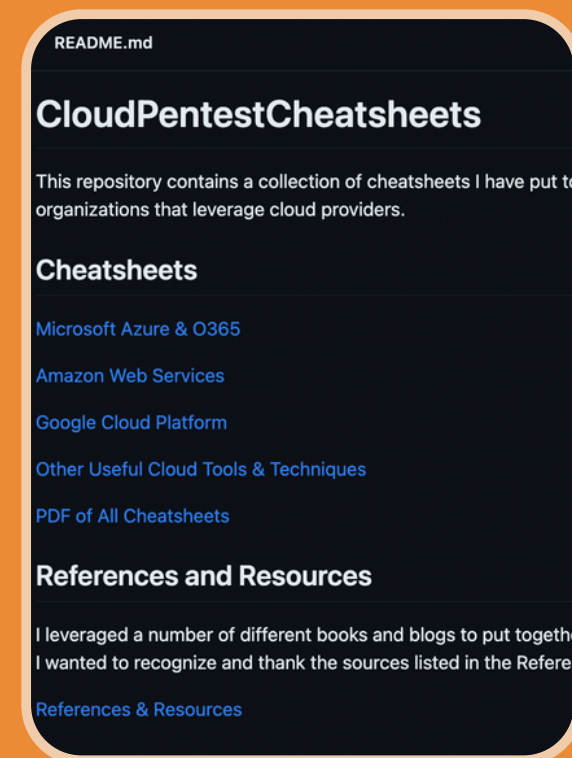 README.md
CloudPentestCheatsheets
This repository contains a collection of cheatsheets I have put
organizations that leverage cloud providers.
Cheatsheets
Microsoft Azure & O365
Amazon Web Services
Google Cloud Platform
Other Useful Cloud Tools & Techniques
PDF of All Cheatsheets
References and Resources
I leveraged a number of different books and blogs to put
I wanted to recognize and thank the sources listed in the
References & Resources